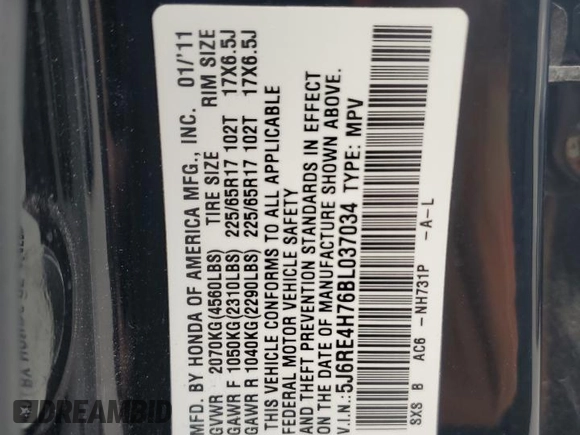 MFD. BY HONDA OF AMERICA MFG., INC. 01/'11
GVWR 2070KG(4560LBS) TIRE SIZE RIM SIZE
GAWR F 1050KG(2310LBS) 225/65R17 102T 17X6.5J
GAWR R 1040KG(2290LBS) 225/65R17 102T 17X6.5J
THIS VEHICLE CONFORMS TO ALL APPLICABLE
FEDERAL MOTOR VEHICLE SAFETY
AND THEFT PREVENTION STANDARDS IN EFFECT
ON THE DATE OF MANUFACTURE SHOWN ABOVE.
V.I.N.:5J6RE4H76BL037034 TYPE: MPV
SXS B AC6 -NH731P -A-L
DREAMBID